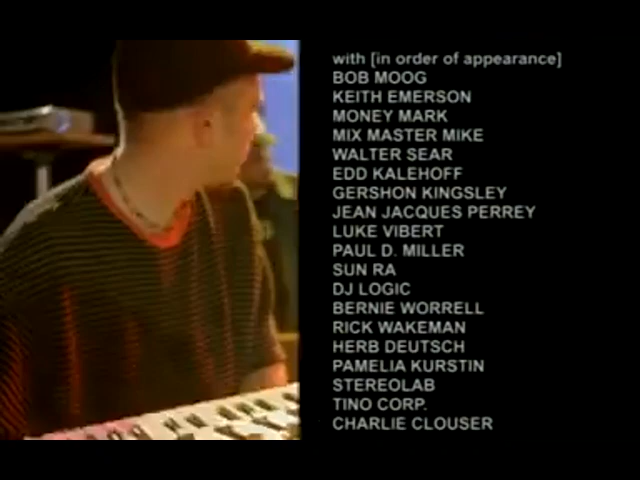 with [in order of appearance]
BOB MOOG
KEITH EMERSON
MONEY MARK
MIX MASTER MIKE
WALTER SEAR
EDD KALEHOFF
GERSHON KINGSLEY
JEAN JACQUES PERREY
LUKE VIBERT
PAUL D. MILLER
SUN RA
DJ LOGIC
BERNIE WORRELL
RICK WAKEMAN
HERB DEUTSCH
PAMELIA KURSTIN
STEREOLAB
TINO CORP.
CHARLIE CLOUSER